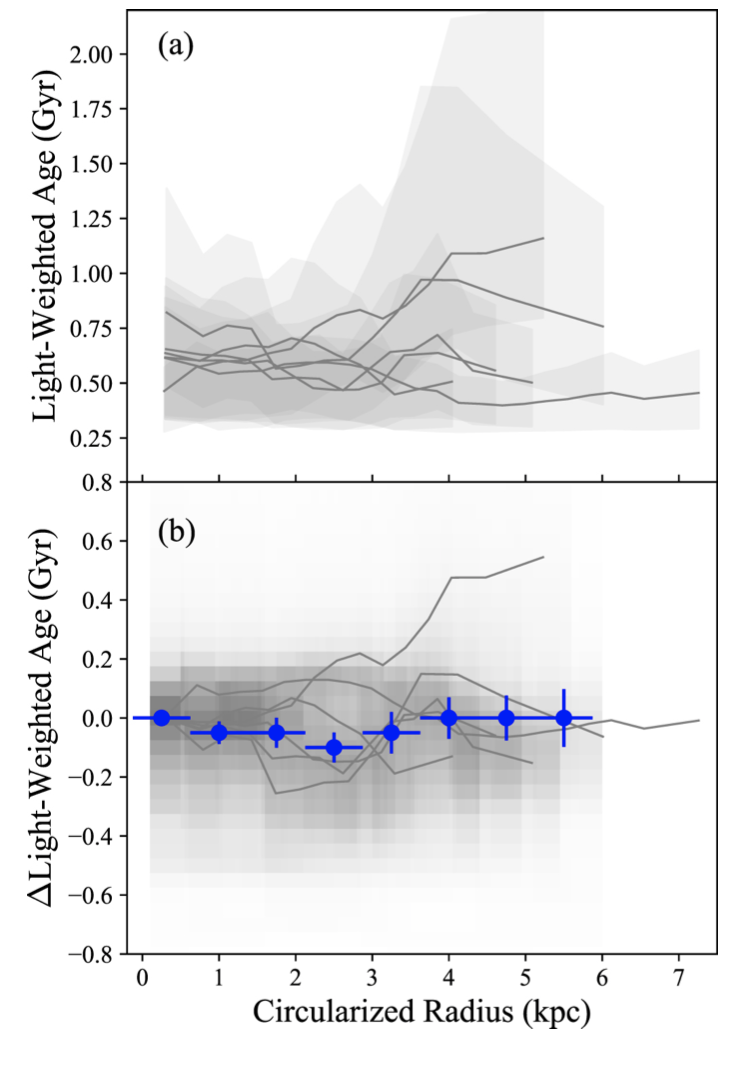 (a)
Light-Weighted Age (Gyr)
2.00
1.75
1.50
1.25
1.00
0.75
0.50
0.25
(b)
ΔLight-Weighted Age (Gyr)
0.8
0.6
0.4
0.2
0.0
−0.2
−0.4
−0.6
−0.8
0 1 2 3 4 5 6 7
Circularized Radius (kpc)